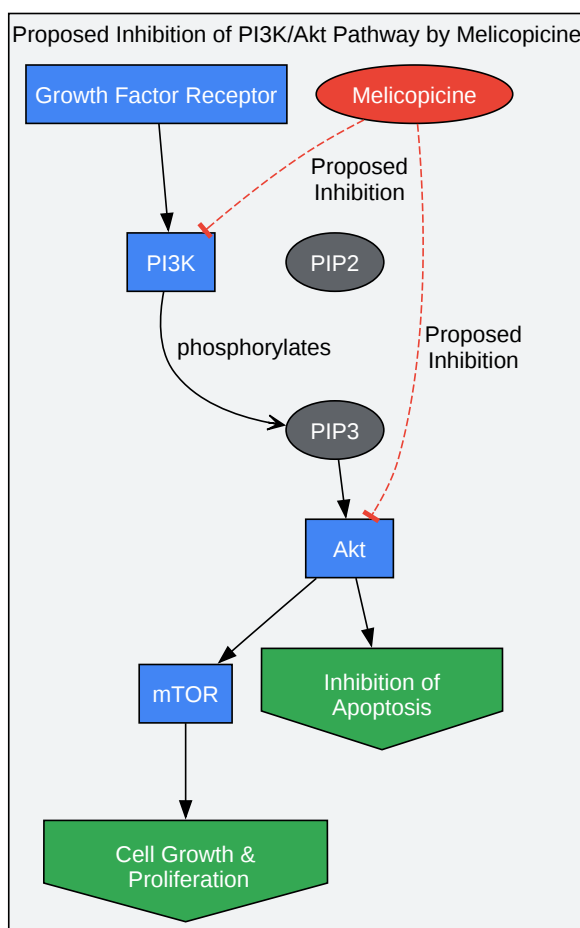 Proposed Inhibition of PI3K/Akt Pathway by Melicopicine
Growth Factor Receptor
Melicopicine
Proposed
Inhibition
PI3K
PIP2
phosphorylates
Proposed
Inhibition
PIP3
Akt
mTOR
Inhibition of
Apoptosis
Cell Growth &
Proliferation